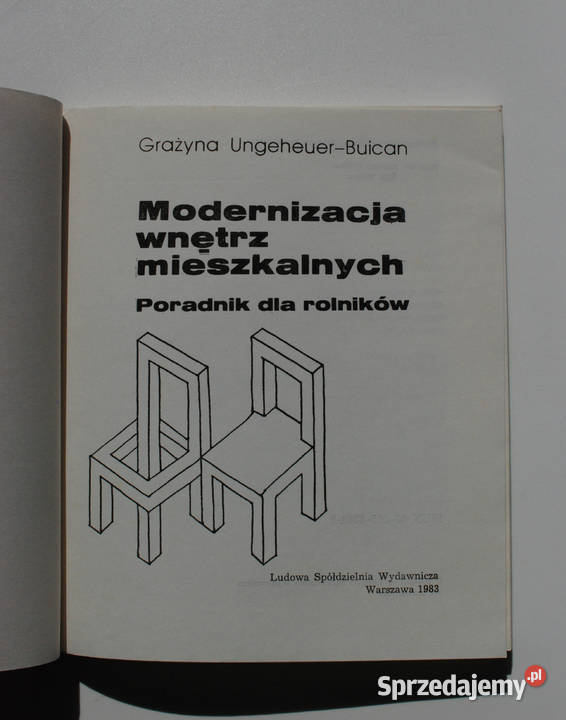 Grażyna Ungeheuer-Buican
Modernizacja
wnętrz
mieszkalnych
Poradnik dla rolników
Ludowa Spółdzielnia Wydawnicza
Warszawa 1983
Sprzedajemy.pl